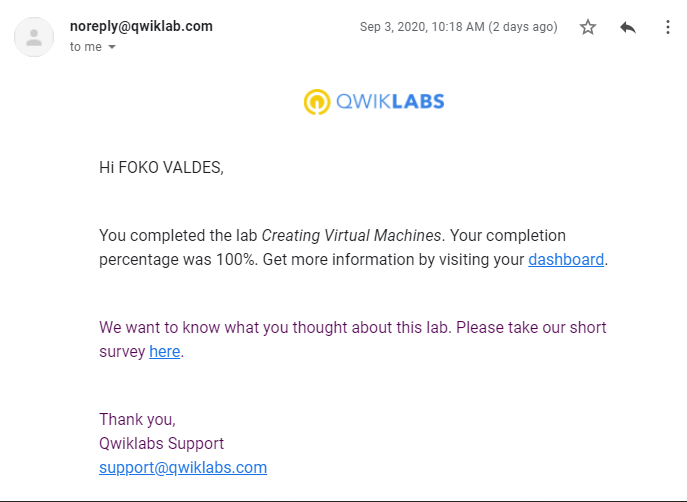 noreply@qwiklab.com
Sep 3, 2020, 10:18 AM (2 days ago)
to me
QWIKLABS
Hi FOKO VALDES,
You completed the lab Creating Virtual Machines. Your completion
percentage was 100%. Get more information by visiting your dashboard.
We want to know what you thought about this lab. Please take our short
survey here.
Thank you,
Qwiklabs Support
support@qwiklabs.com